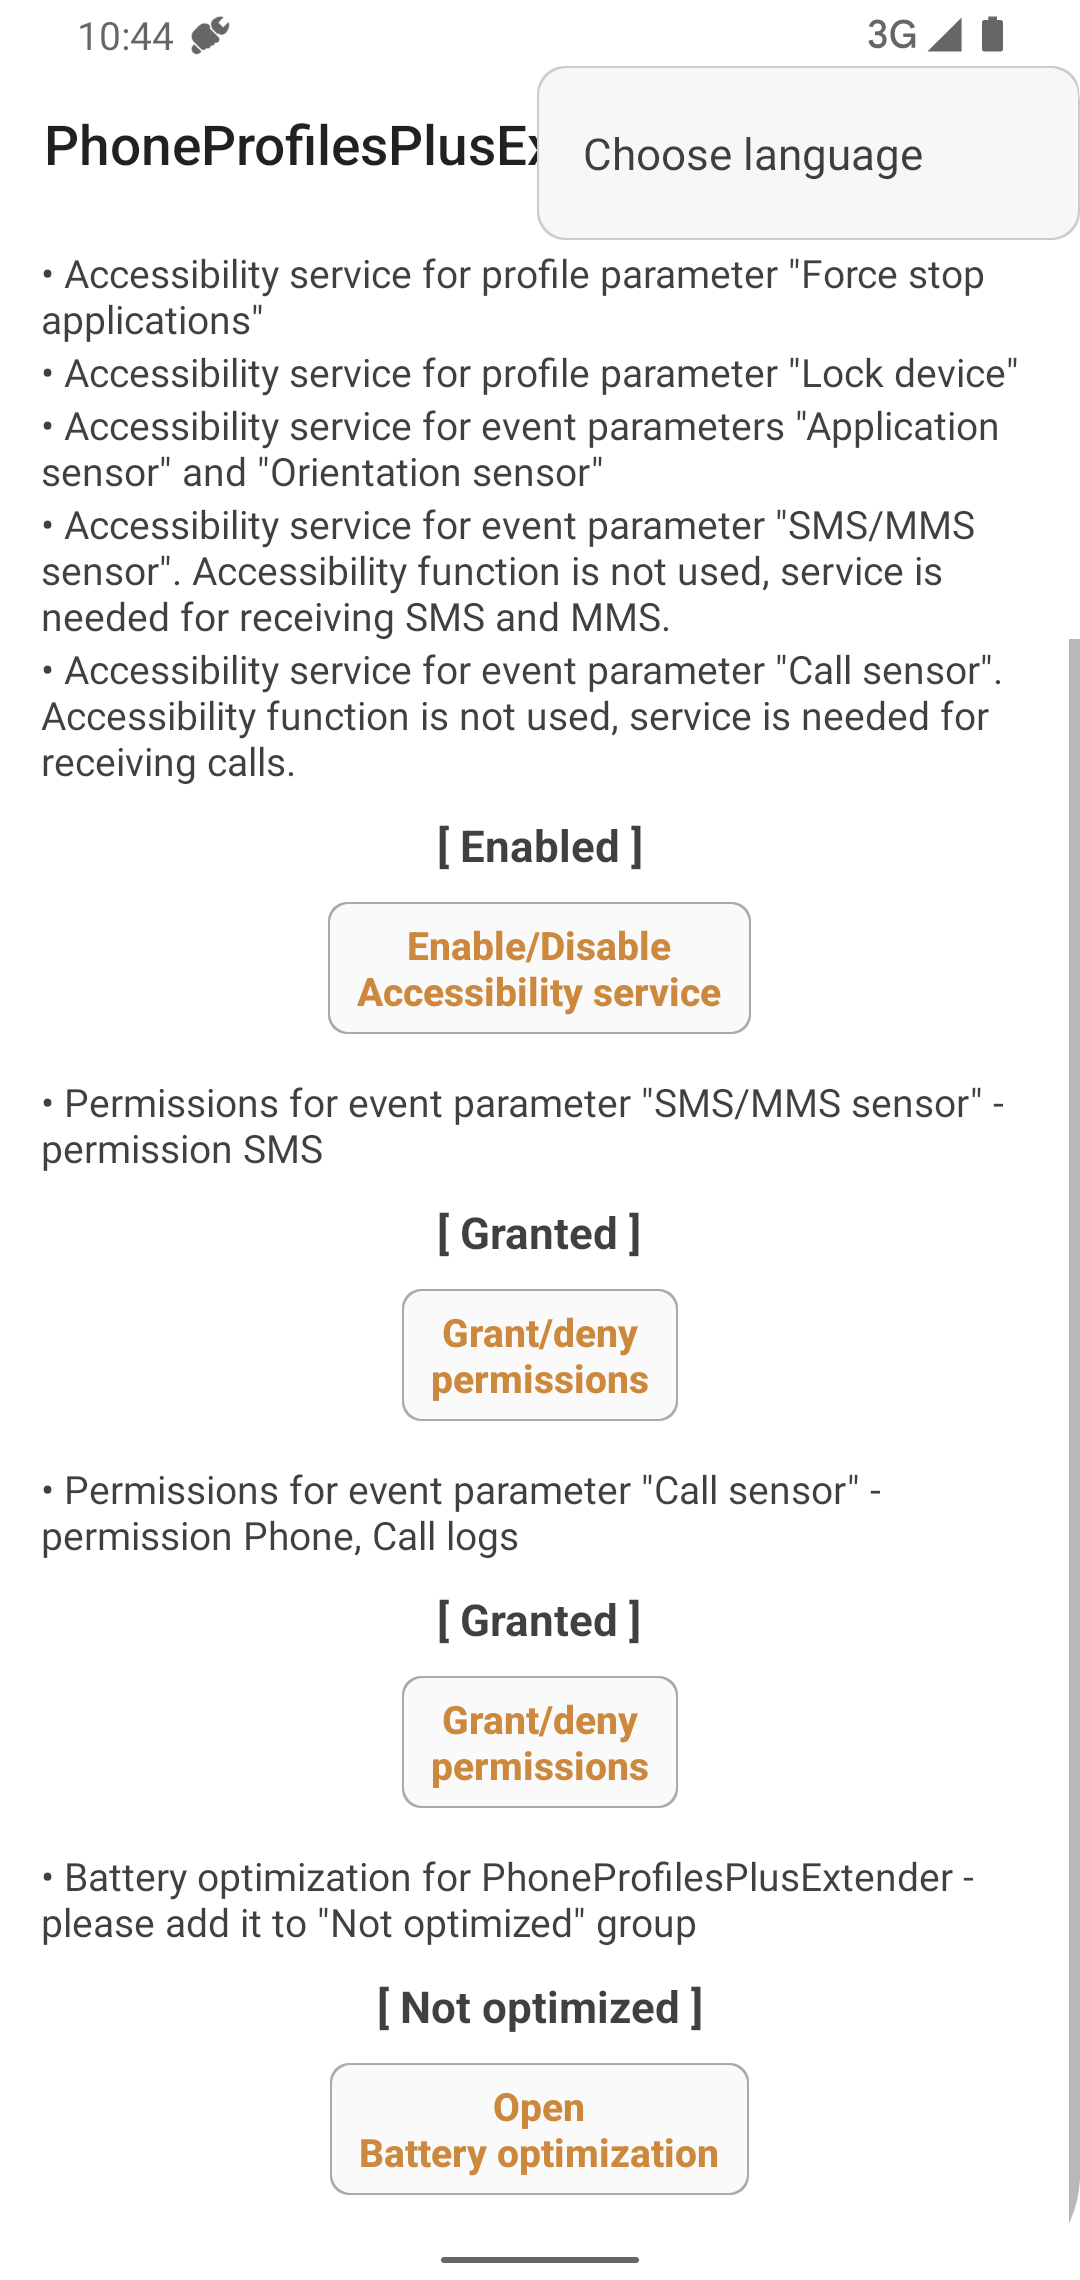 10:44
3G
PhoneProfilesPlusEx
Choose language
• Accessibility service for profile parameter "Force stop
applications"
• Accessibility service for profile parameter "Lock device"
• Accessibility service for event parameters "Application
sensor" and "Orientation sensor"
• Accessibility service for event parameter "SMS/MMS
sensor". Accessibility function is not used, service is
needed for receiving SMS and MMS.
• Accessibility service for event parameter "Call sensor".
Accessibility function is not used, service is needed for
receiving calls.
[ Enabled ]
Enable/Disable
Accessibility service
• Permissions for event parameter "SMS/MMS sensor" -
permission SMS
[ Granted ]
Grant/deny
permissions
• Permissions for event parameter "Call sensor" -
permission Phone, Call logs
[ Granted ]
Grant/deny
permissions
• Battery optimization for PhoneProfilesPlusExtender -
please add it to "Not optimized" group
[ Not optimized ]
Open
Battery optimization